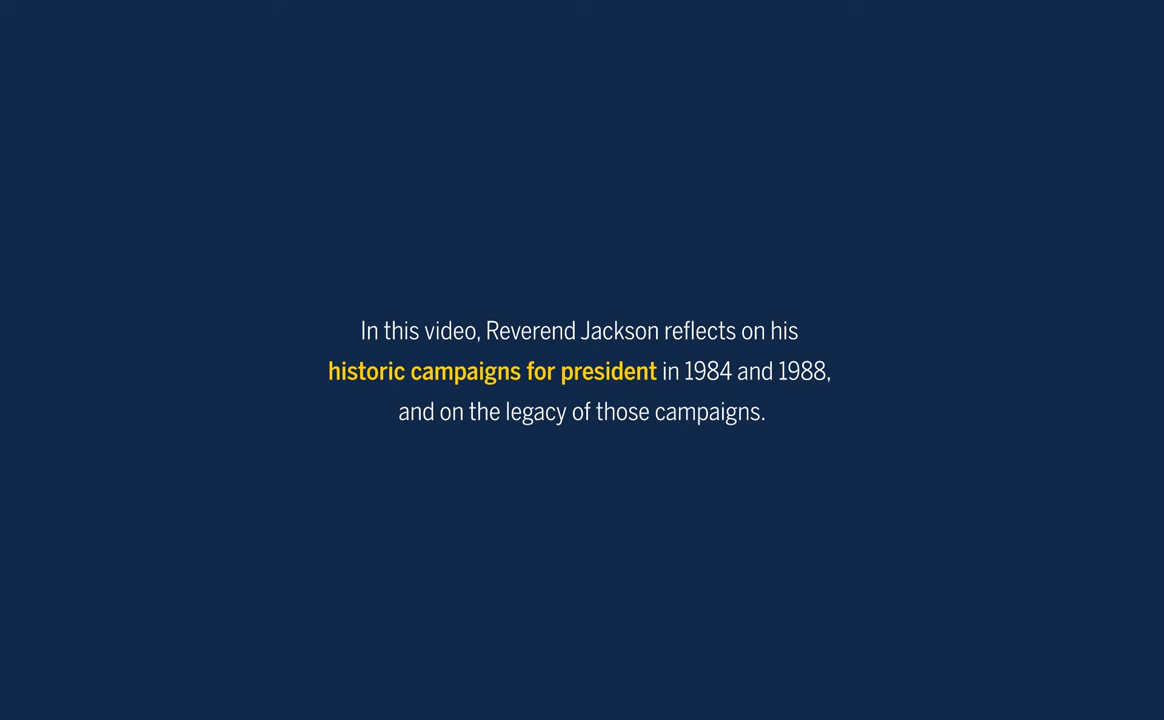 In this video, Reverend Jackson reflects on his
historic campaigns for president in 1984 and 1988,
and on the legacy of those campaigns.